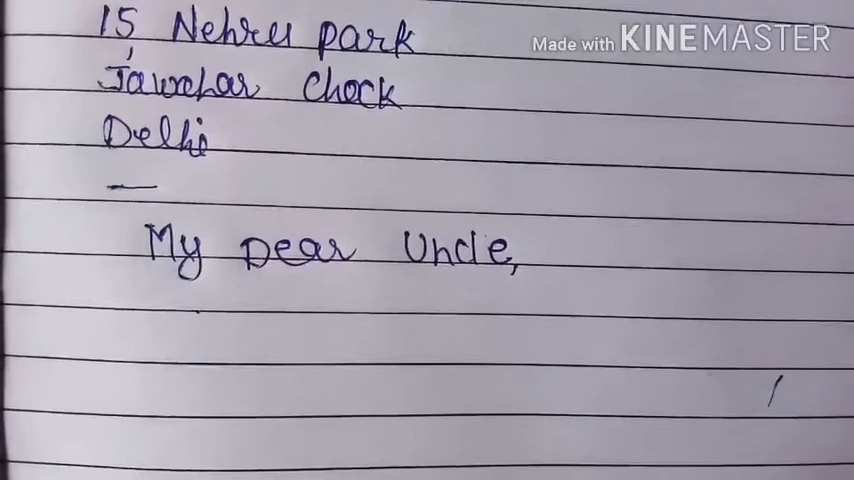 15 Nehru park
Jawahar Chock
Delhi
—
My Dear Uncle,
Made with KINEMASTER